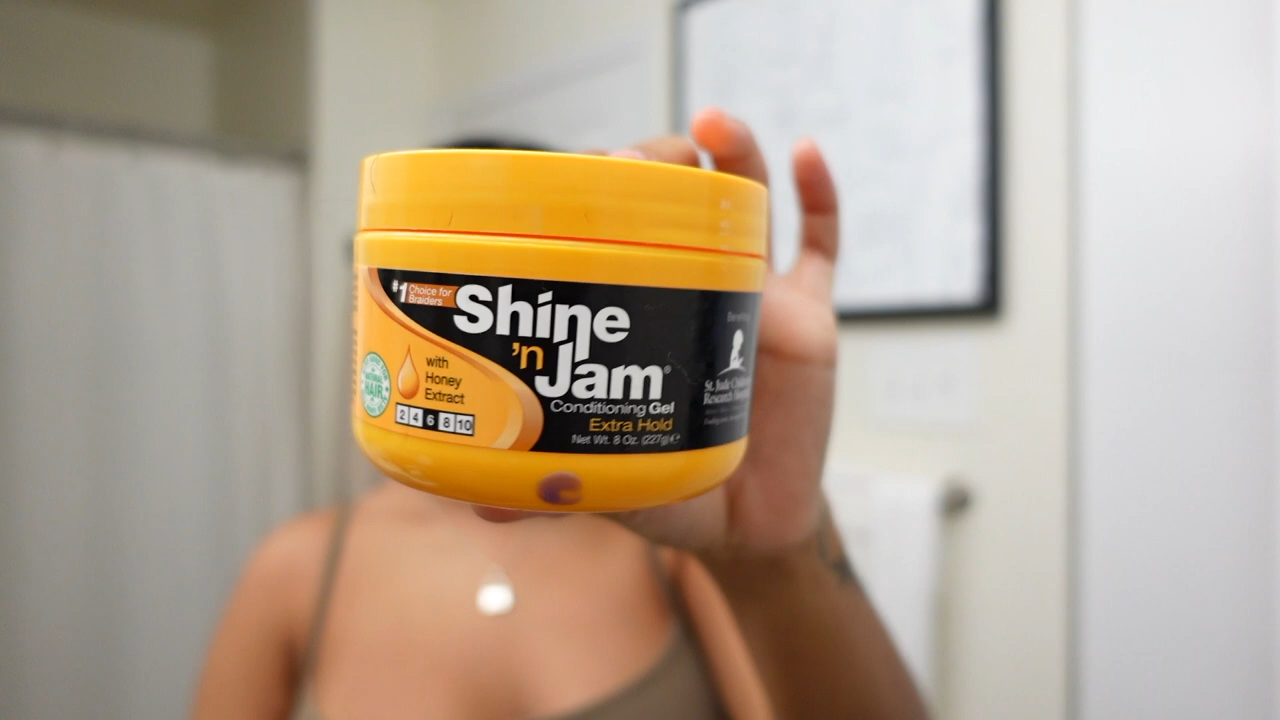 #1 Choice for
Braiders
Shine
'n
Jam®
with
Honey
Extract
HAIR
2 4 6 8 10
Conditioning Gel
Extra Hold
Net Wt. 8 Oz. (227g) ℮
St. Jude
Research